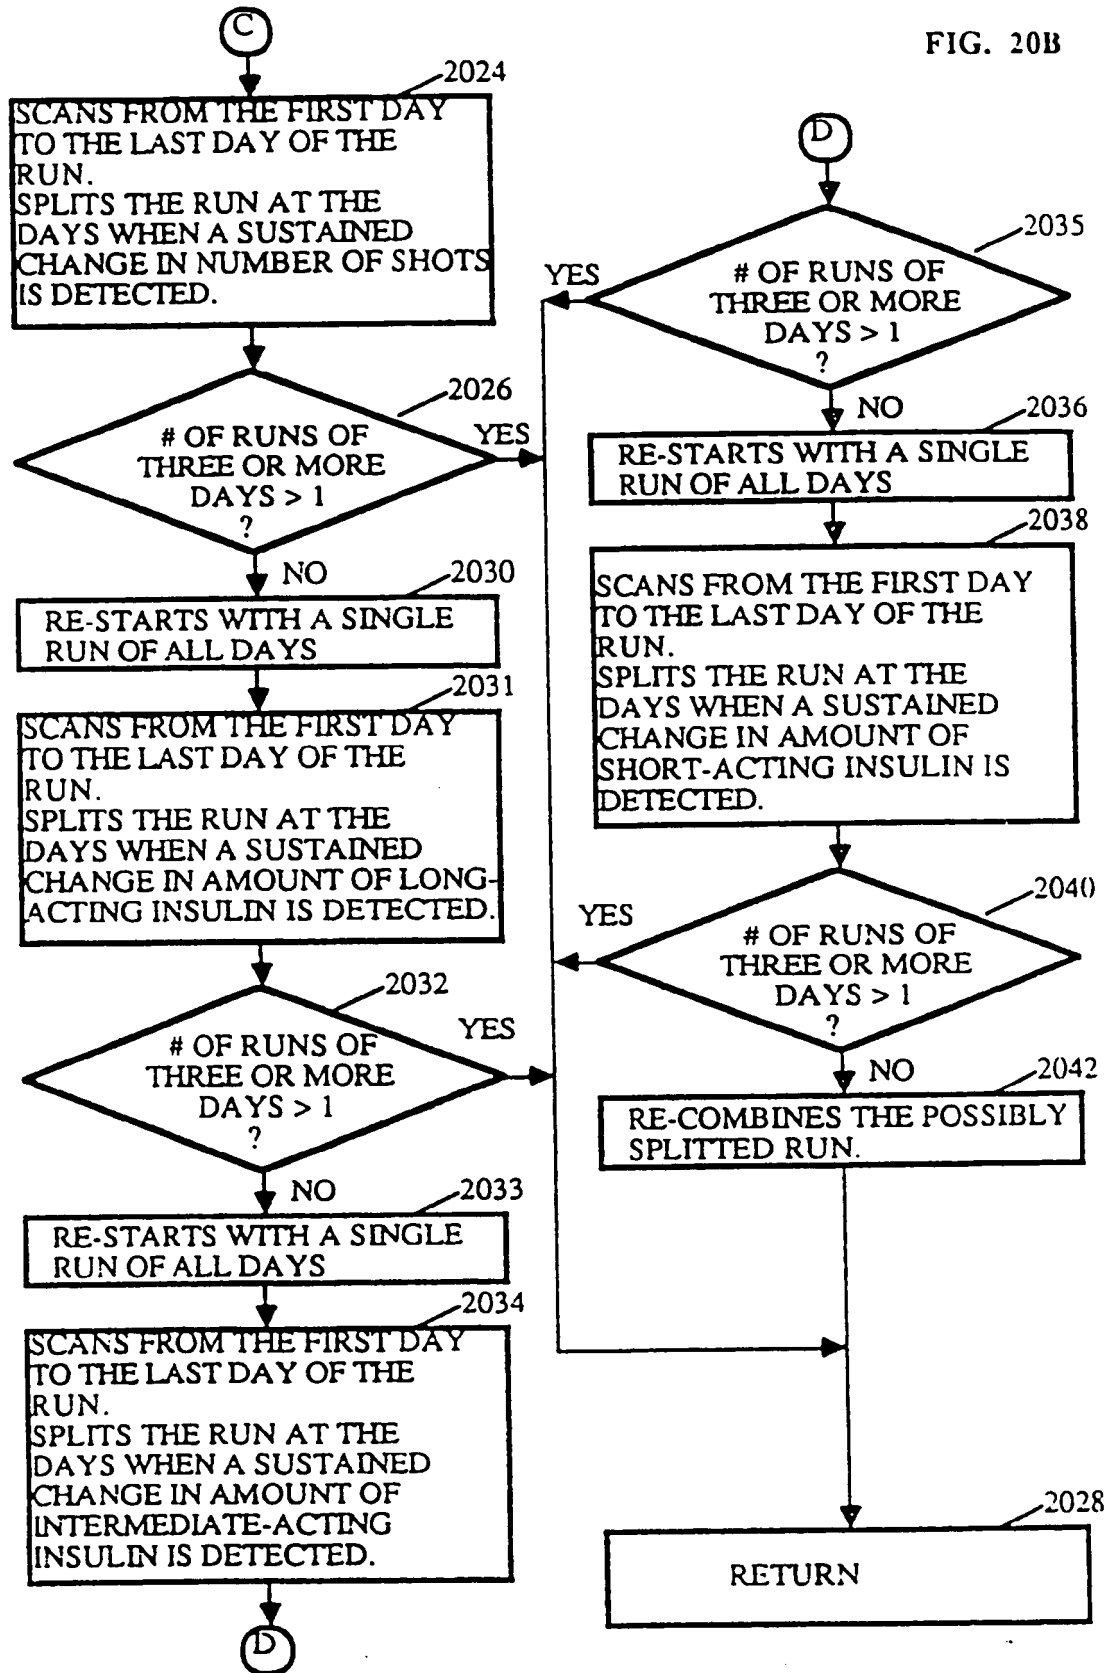 FIG. 20B
C
2024
SCANS FROM THE FIRST DAY
TO THE LAST DAY OF THE
RUN.
SPLITS THE RUN AT THE
DAYS WHEN A SUSTAINED
CHANGE IN NUMBER OF SHOTS
IS DETECTED.
2026
# OF RUNS OF
THREE OR MORE
DAYS > 1
?
YES
NO
2030
RE-STARTS WITH A SINGLE
RUN OF ALL DAYS
2031
SCANS FROM THE FIRST DAY
TO THE LAST DAY OF THE
RUN.
SPLITS THE RUN AT THE
DAYS WHEN A SUSTAINED
CHANGE IN AMOUNT OF LONG-
ACTING INSULIN IS DETECTED.
2032
# OF RUNS OF
THREE OR MORE
DAYS > 1
?
YES
NO
2033
RE-STARTS WITH A SINGLE
RUN OF ALL DAYS
2034
SCANS FROM THE FIRST DAY
TO THE LAST DAY OF THE
RUN.
SPLITS THE RUN AT THE
DAYS WHEN A SUSTAINED
CHANGE IN AMOUNT OF
INTERMEDIATE-ACTING
INSULIN IS DETECTED.
D
D
2035
# OF RUNS OF
THREE OR MORE
DAYS > 1
?
YES
NO
2036
RE-STARTS WITH A SINGLE
RUN OF ALL DAYS
2038
SCANS FROM THE FIRST DAY
TO THE LAST DAY OF THE
RUN.
SPLITS THE RUN AT THE
DAYS WHEN A SUSTAINED
CHANGE IN AMOUNT OF
SHORT-ACTING INSULIN IS
DETECTED.
2040
# OF RUNS OF
THREE OR MORE
DAYS > 1
?
YES
NO
2042
RE-COMBINES THE POSSIBLY
SPLITTED RUN.
2028
RETURN